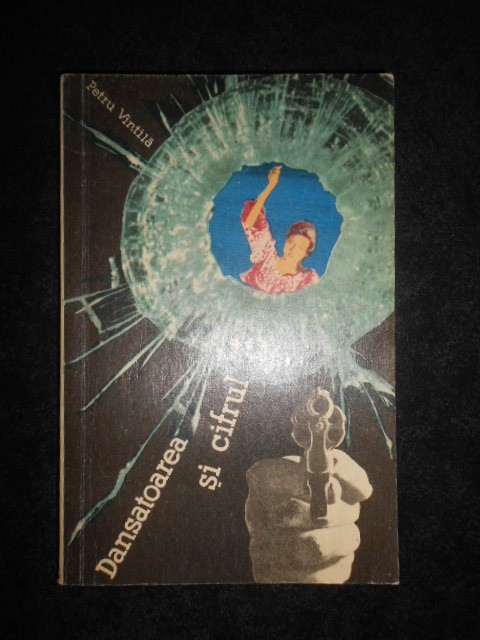 Petru Vintilă
Dansatoarea
și cifrul